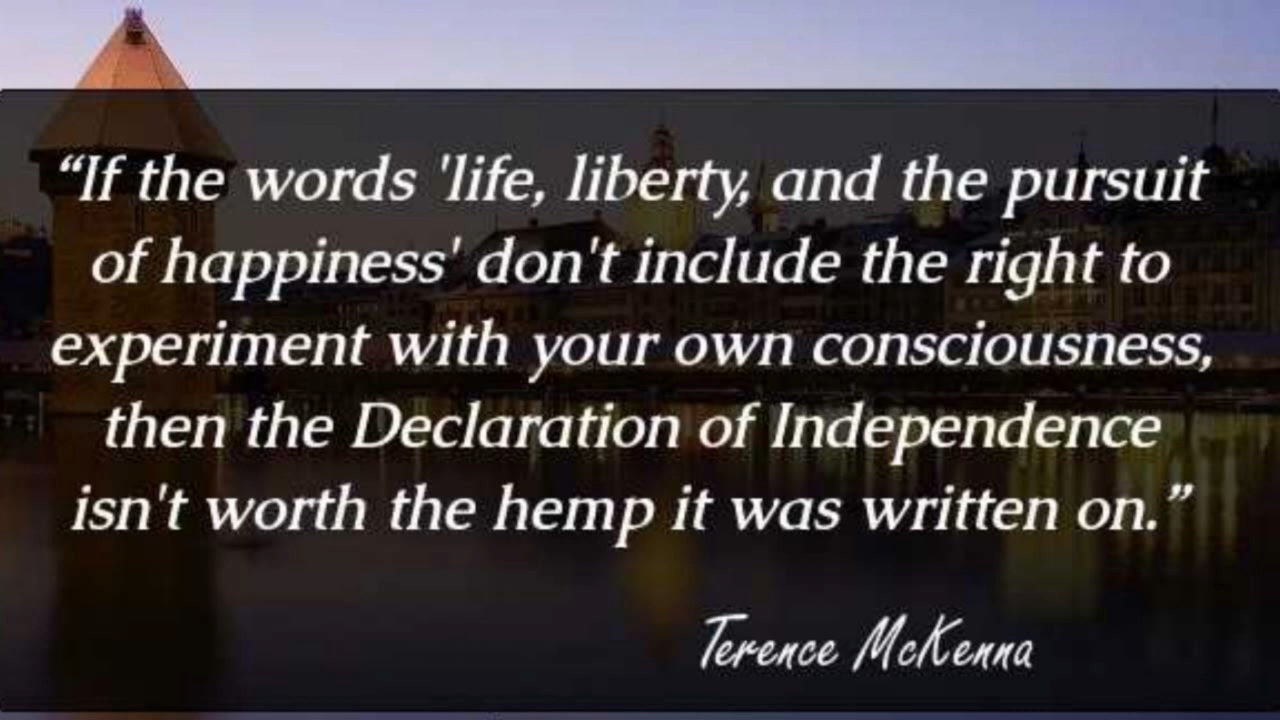 “If the words 'life, liberty, and the pursuit
of happiness' don't include the right to
experiment with your own consciousness,
then the Declaration of Independence
isn't worth the hemp it was written on.”
Terence McKenna